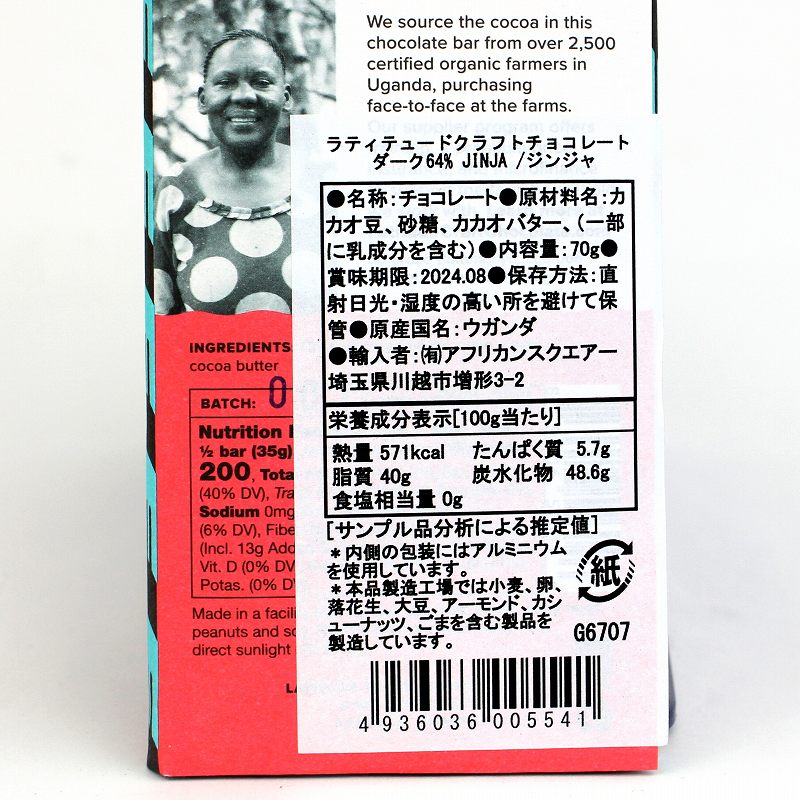 We source the cocoa in this
chocolate bar from over 2,500
certified organic farmers in
Uganda, purchasing
face-to-face at the farms.
Our supplier program offers
ラティテュードクラフトチョコレート
ダーク64% JINJA /ジンジャ
●名称:チョコレート●原材料名:カ
カオ豆、砂糖、カカオバター、(一部
に乳成分を含む)●内容量:70g●
賞味期限:2024.08●保存方法:直
射日光・湿度の高い所を避けて保
管●原産国名:ウガンダ
●輸入者:㈲アフリカンスクエアー
埼玉県川越市増形3-2
栄養成分表示[100g当たり]
熱量 571kcal たんぱく質 5.7g
脂質 40g 炭水化物 48.6g
食塩相当量 0g
[サンプル品分析による推定値]
*内側の包装にはアルミニウム
を使用しています。
*本品製造工場では小麦、卵、
落花生、大豆、アーモンド、カシ
ューナッツ、ごまを含む製品を
製造しています。
紙
G6707
4 936036 005541
INGREDIENTS
cocoa butter
BATCH: 0
Nutrition
½ bar (35g)
200, Tota
(40% DV), Tra
Sodium 0mg
(6% DV), Fibe
(Incl. 13g Add
Vit. D (0% DV
Potas. (0% D
Made in a facili
peanuts and so
direct sunlight